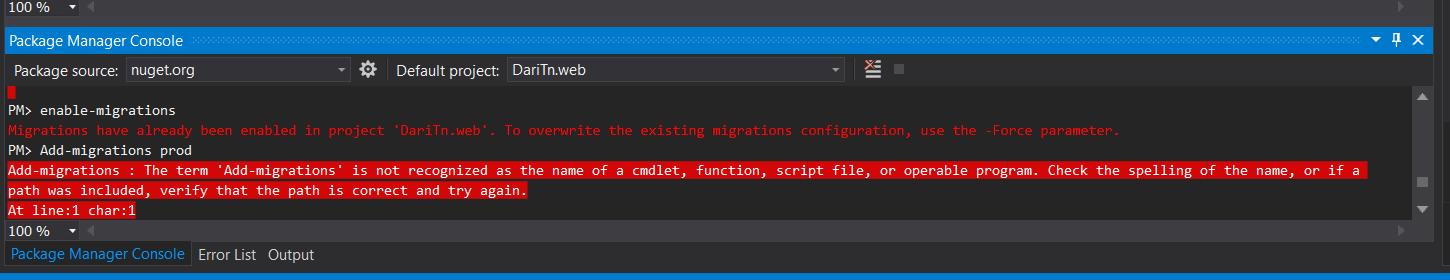 100 %
Package Manager Console
Package source: nuget.org Default project: DariTn.web
PM> enable-migrations
Migrations have already been enabled in project 'DariTn.web'. To overwrite the existing migrations configuration, use the -Force parameter.
PM> Add-migrations prod
Add-migrations : The term 'Add-migrations' is not recognized as the name of a cmdlet, function, script file, or operable program. Check the spelling of the name, or if a
path was included, verify that the path is correct and try again.
At line:1 char:1
100 %
Package Manager Console Error List Output